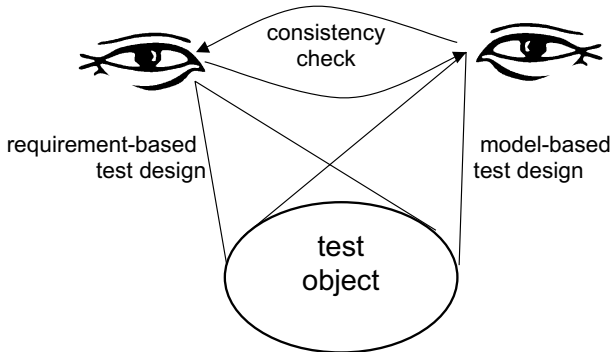 consistency
check
requirement-based
test design
model-based
test design
test
object